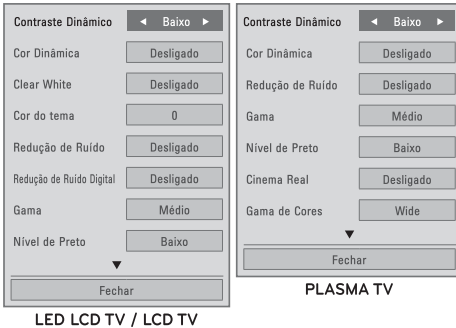 Contraste Dinâmico ◄ Baixo ►
Cor Dinâmica Desligado
Clear White Desligado
Cor do tema 0
Redução de Ruído Desligado
Redução de Ruído Digital Desligado
Gama Médio
Nível de Preto Baixo
▼
Fechar
LED LCD TV / LCD TV
Contraste Dinâmico ◄ Baixo ►
Cor Dinâmica Desligado
Redução de Ruído Desligado
Gama Médio
Nível de Preto Baixo
Cinema Real Desligado
Gama de Cores Wide
▼
Fechar
PLASMA TV